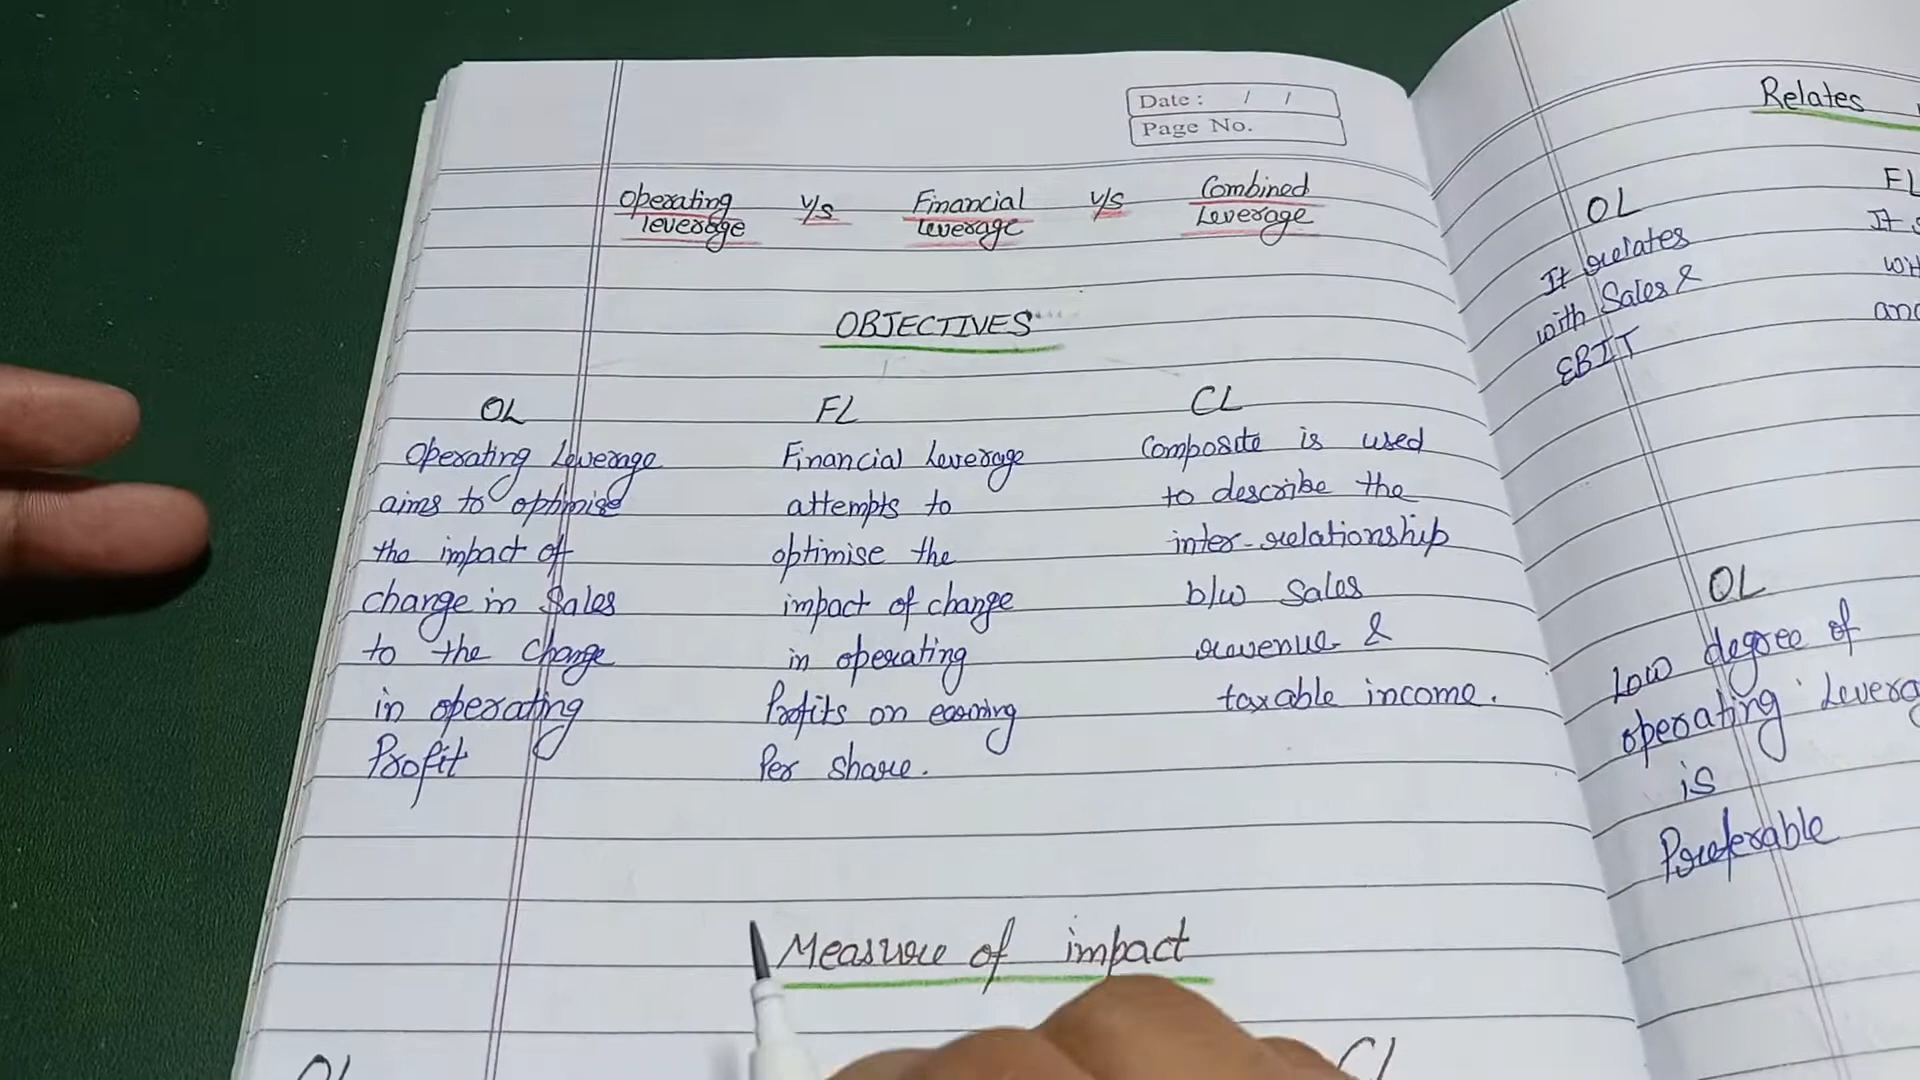 Date : / /
Page No.
Operating v/s Financial v/s Combined
leverage Leverage Leverage
OBJECTIVES
OL
Operating Leverage
aims to optimise
the impact of
change in Sales
to the change
in operating
Profit
FL
Financial Leverage
attempts to
optimise the
impact of change
in operating
Profits on earning
Per share.
CL
Composite is used
to describe the
inter-relationship
b/w Sales
revenue &
taxable income.
Measure of impact
OL
CL
Relates
OL
It relates
with Sales &
EBIT
FL
It
and
OL
Low degree of
operating
is
Preferable